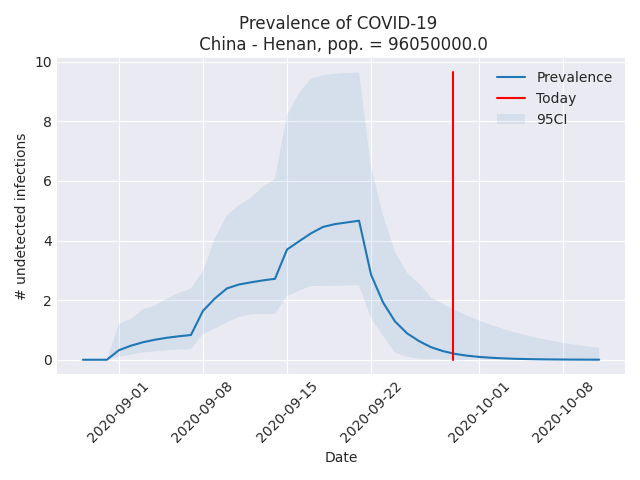 Prevalence of COVID-19
China - Henan, pop. = 96050000.0
10
8
6
4
2
0
# undetected infections
Prevalence
Today
95CI
2020-09-01
2020-09-08
2020-09-15
2020-09-22
2020-10-01
2020-10-08
Date